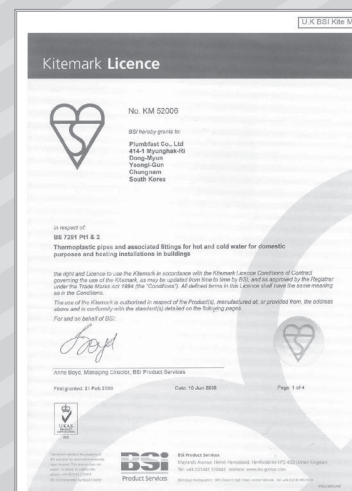 U.K BSI Kite M
Kitemark Licence
No. KM 52006
BSI hereby grants to:
Plumbfast Co., Ltd
414-1 Myunghak-Ri
Dong-Myun
Yeongi-Gun
Chungnam
South Korea
in respect of:
BS 7291 Pt1 & 2
Thermoplastic pipes and associated fittings for hot and cold water for domestic
purposes and heating installations in buildings
the right and Licence to use the Kitemark in accordance with the Kitemark Licence Conditions of Contract
governing the use of the Kitemark, as may be updated from time to time by BSI, and as approved by the Registrar
under the Trade Marks act 1994 (the "Conditions"). All defined terms in this Licence shall have the same meaning
as in the Conditions.
The use of the Kitemark is authorised in respect of the Product(s), manufactured at, or provided from, the address
above and in conformity with the standard(s) detailed on the following pages.
For and on behalf of BSI:
Anne Boyd, Managing Director, BSI Product Services
First granted: 21 Feb
Date: 10 Jun
Page: 1 of 4
UKAS
BSI
Product Services
BSI Product Services